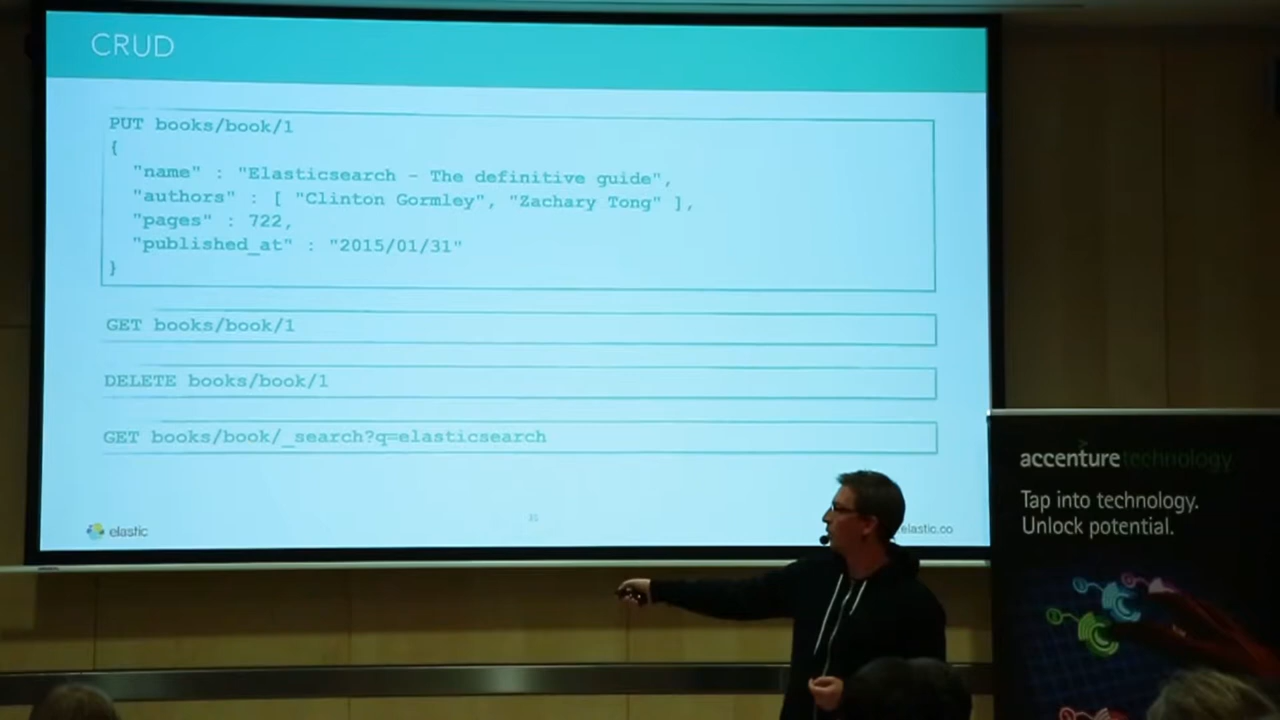 CRUD
PUT books/book/1
{
"name" : "Elasticsearch - The definitive guide",
"authors" : [ "Clinton Gormley", "Zachary Tong" ],
"pages" : 722,
"published_at" : "2015/01/31"
}
GET books/book/1
DELETE books/book/1
GET books/book/_search?q=elasticsearch
elastic
elastic.co
accenturetechnology
Tap into technology.
Unlock potential.